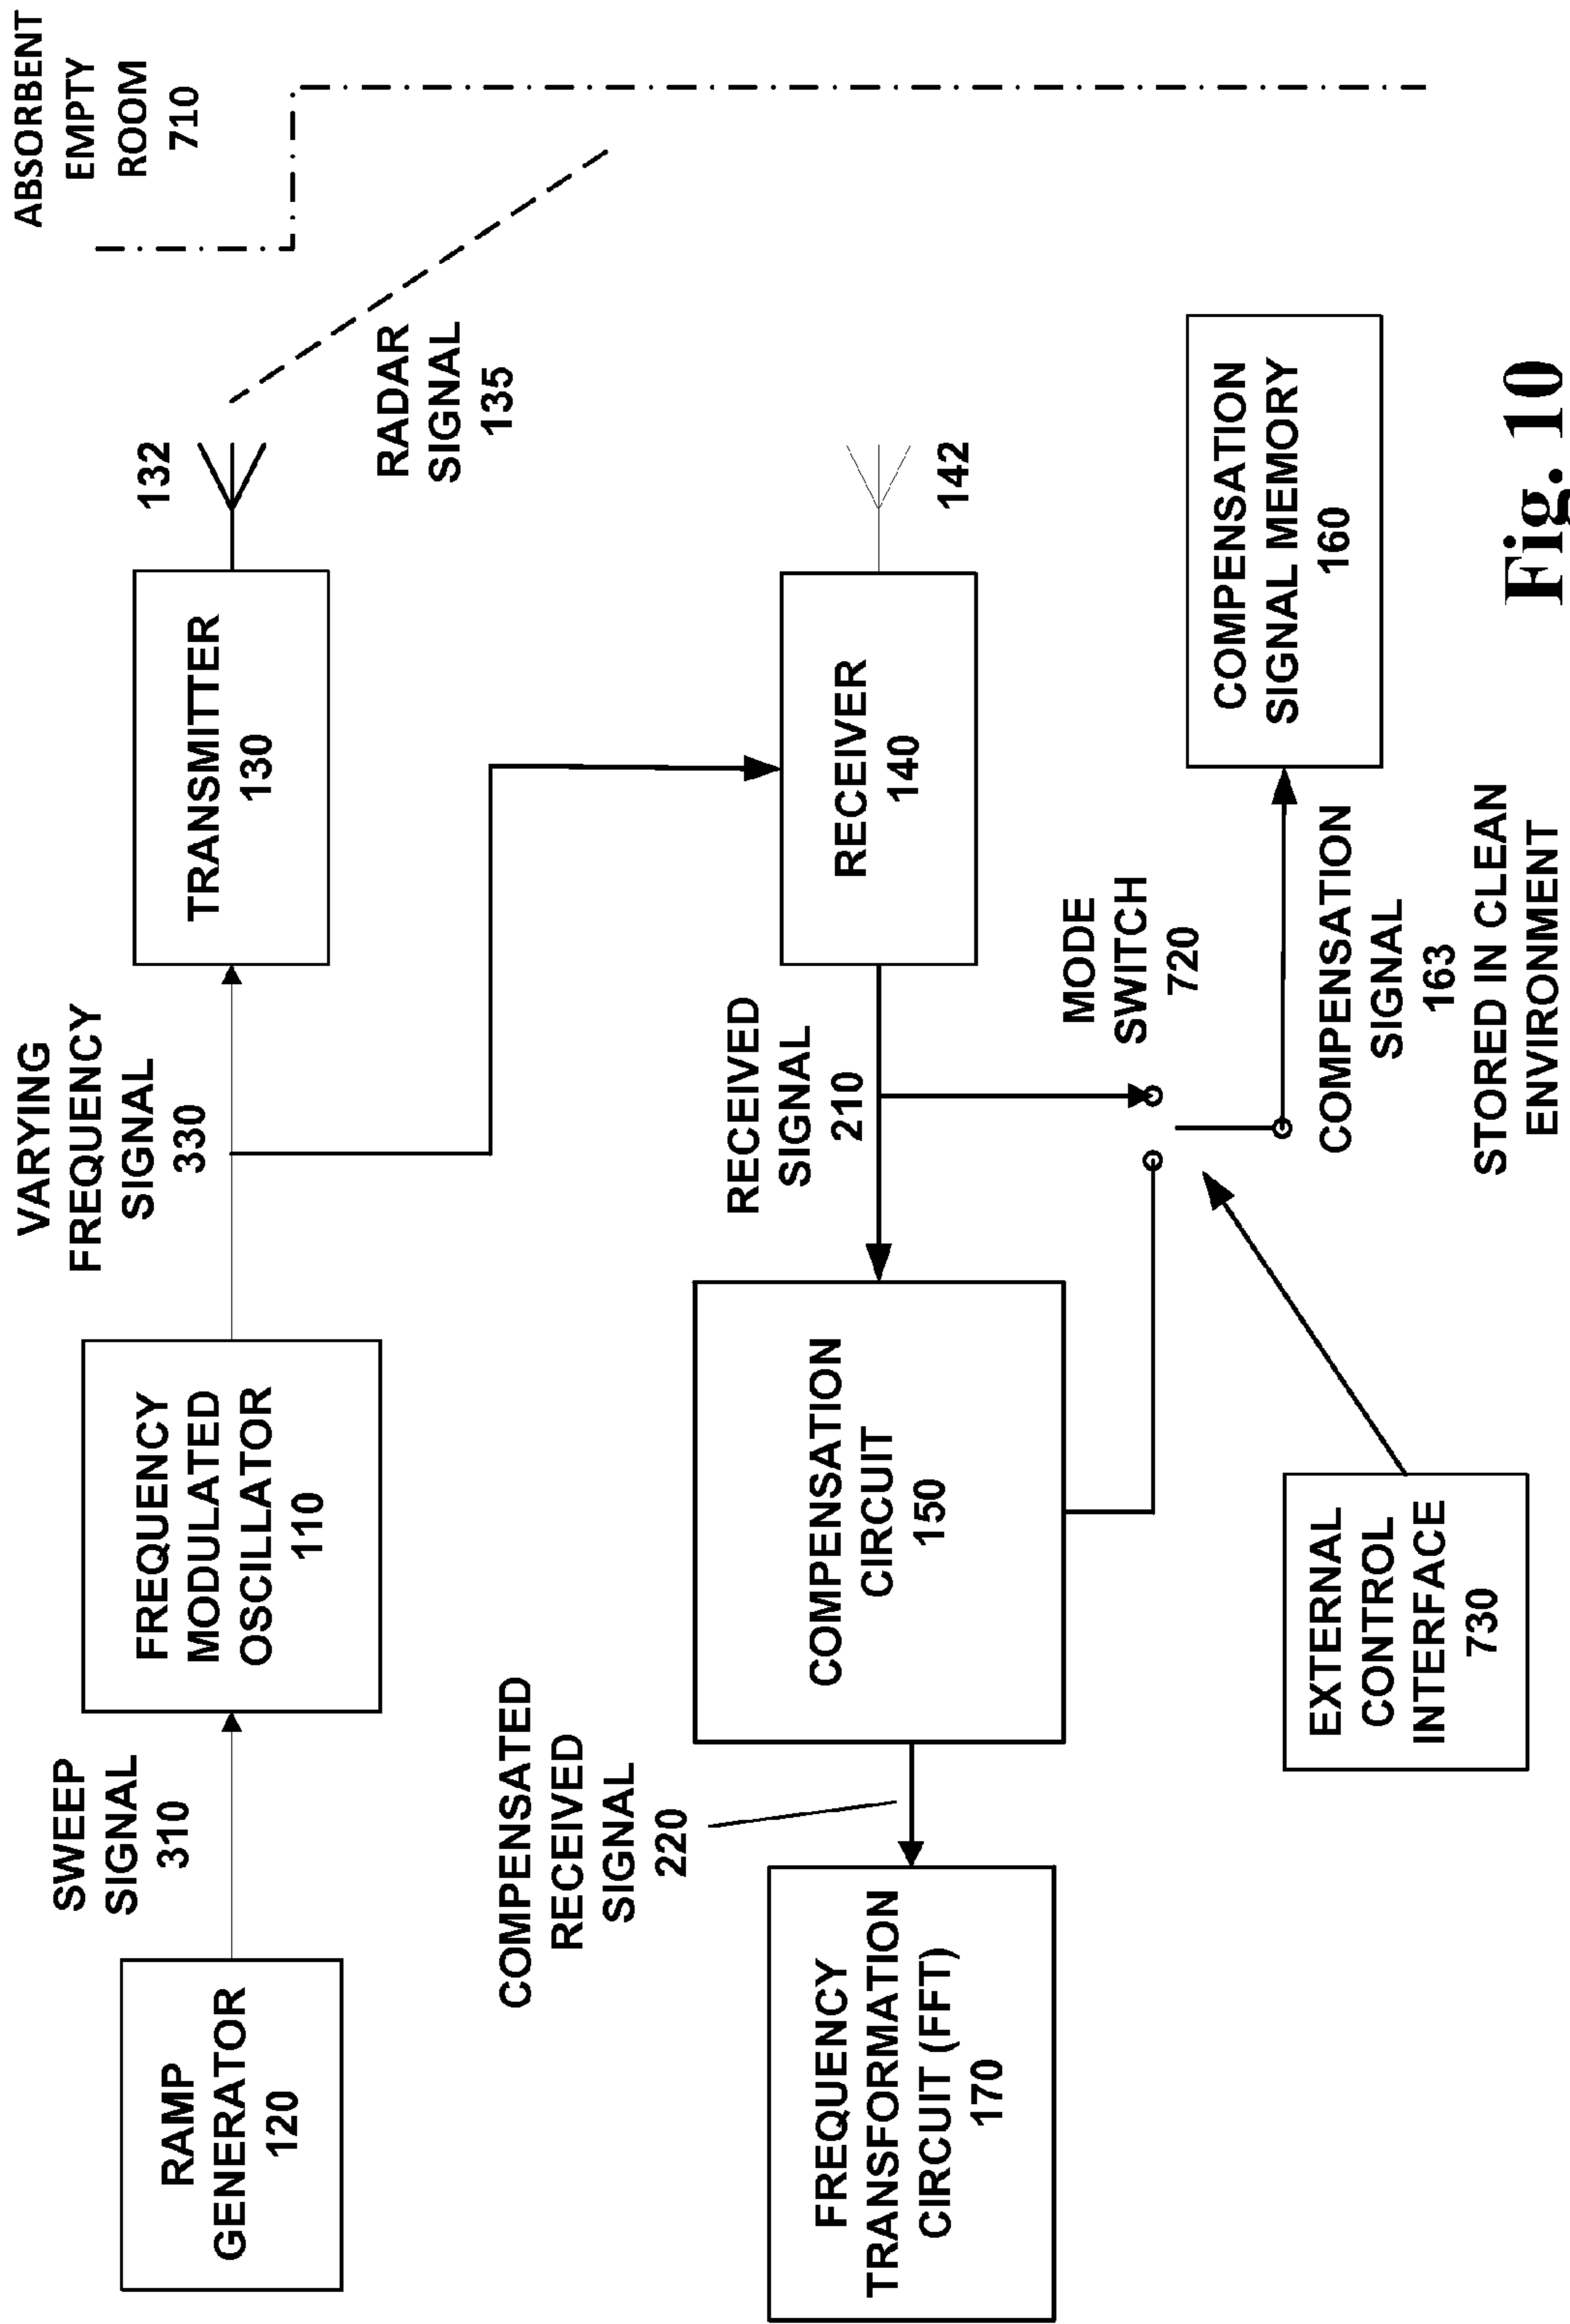 ABSORBENT
EMPTY
ROOM
710
SWEEP
SIGNAL
310
VARYING
FREQUENCY
SIGNAL
330
RAMP
GENERATOR
120
FREQUENCY
MODULATED
OSCILLATOR
110
TRANSMITTER
130
132
RADAR
SIGNAL
135
COMPENSATED
RECEIVED
SIGNAL
220
RECEIVED
SIGNAL
210
RECEIVER
140
142
FREQUENCY
TRANSFORMATION
CIRCUIT (FFT)
170
COMPENSATION
CIRCUIT
150
MODE
SWITCH
720
COMPENSATION
SIGNAL MEMORY
160
EXTERNAL
CONTROL
INTERFACE
730
COMPENSATION
SIGNAL
163
STORED IN CLEAN
ENVIRONMENT
Fig. 10